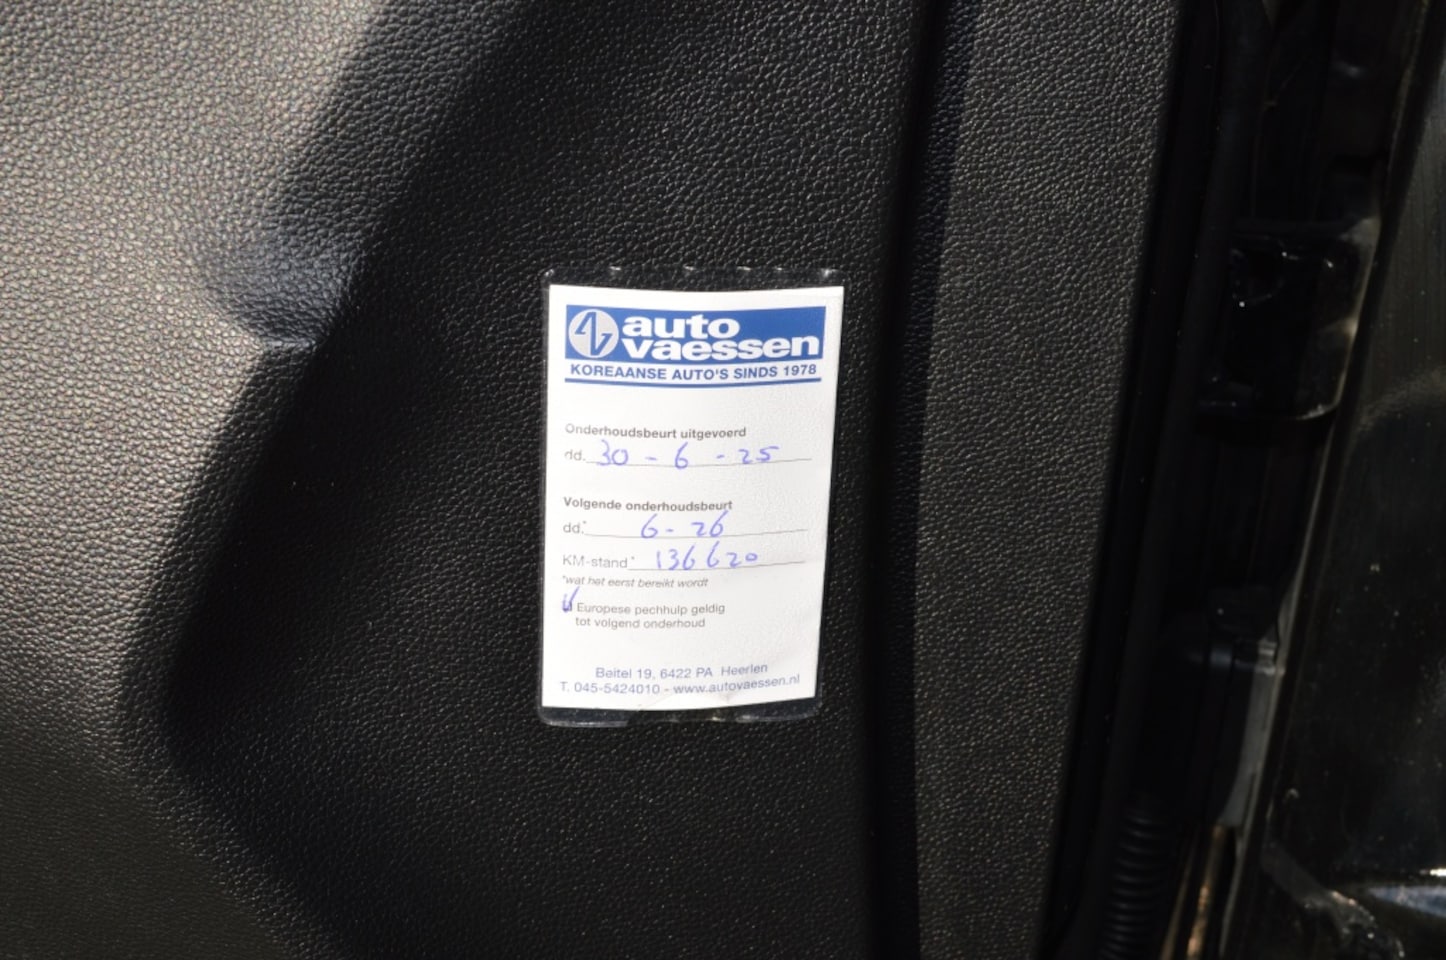 auto
vaessen
KOREAANSE AUTO'S SINDS 1978
Onderhoudsbeurt uitgevoerd
dd. 30 - 6 - 25
Volgende onderhoudsbeurt
dd.* 6 - 26
KM-stand* 136620
*wat het eerst bereikt wordt
Europese pechhulp geldig
tot volgend onderhoud
Beitel 19, 6422 PA Heerlen
T. 045-5424010 - www.autovaessen.nl